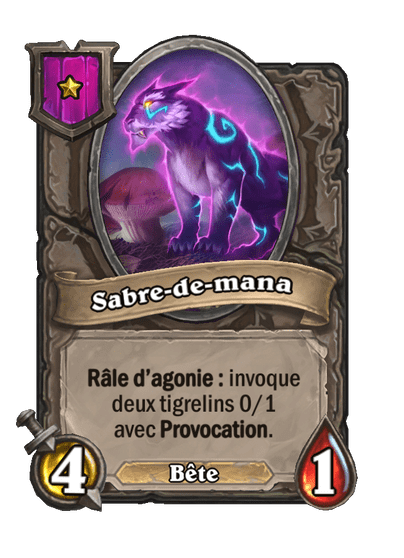 Sabre-de-mana
Râle d’agonie : invoque
deux tigrelins 0/1
avec Provocation.
4
Bête
1